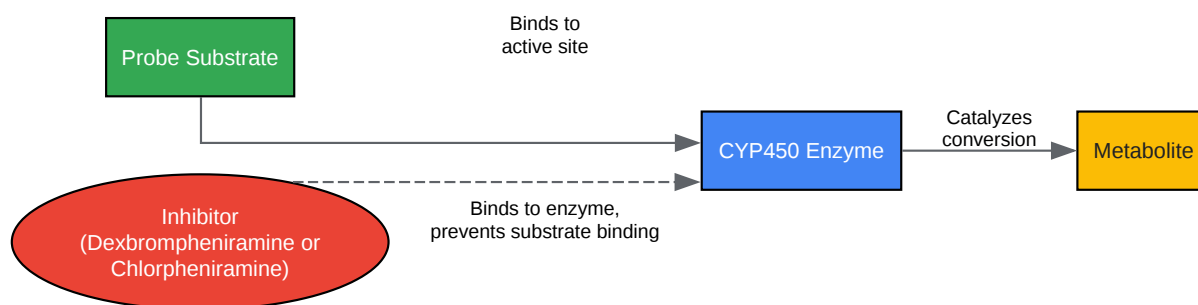 Binds to
active site
Probe Substrate
Catalyzes
conversion
CYP450 Enzyme
Metabolite
Binds to enzyme,
prevents substrate binding
Inhibitor
(Dexbrompheniramine or
Chlorpheniramine)